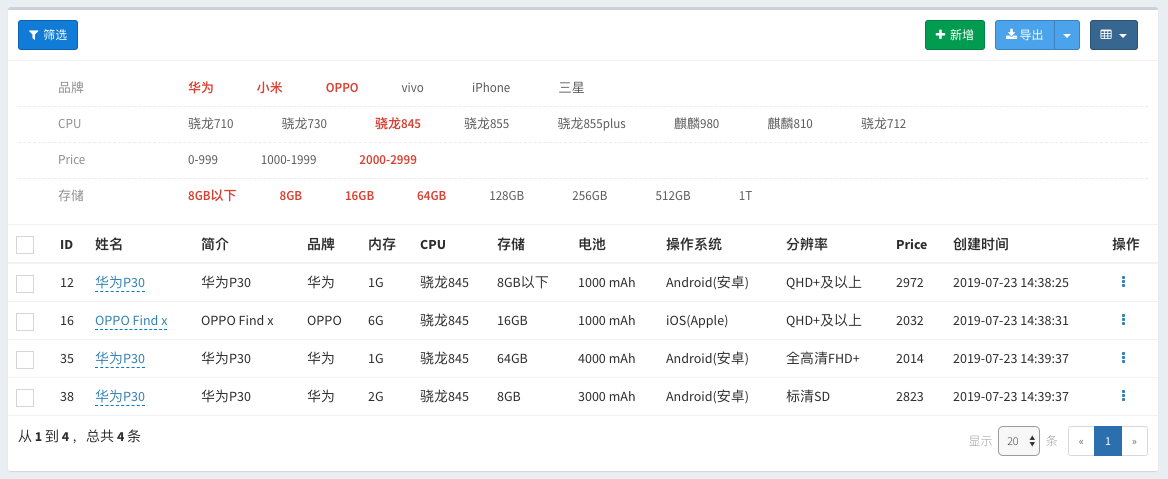 筛选 新增 导出
品牌 华为 小米 OPPO vivo iPhone 三星
CPU 骁龙710 骁龙730 骁龙845 骁龙855 骁龙855plus 麒麟980 麒麟810 骁龙712
Price 0-999 1000-1999 2000-2999
存储 8GB以下 8GB 16GB 64GB 128GB 256GB 512GB 1T
ID 姓名 简介 品牌 内存 CPU 存储 电池 操作系统 分辨率 Price 创建时间 操作
12 华为P30 华为P30 华为 1G 骁龙845 8GB以下 1000 mAh Android(安卓) QHD+及以上 2972 2019-07-23 14:38:25
16 OPPO Find x OPPO Find x OPPO 6G 骁龙845 16GB 1000 mAh iOS(Apple) QHD+及以上 2032 2019-07-23 14:38:31
35 华为P30 华为P30 华为 1G 骁龙845 64GB 4000 mAh Android(安卓) 全高清FHD+ 2014 2019-07-23 14:39:37
38 华为P30 华为P30 华为 2G 骁龙845 8GB 3000 mAh Android(安卓) 标清SD 2823 2019-07-23 14:39:37
从 1 到 4 ，总共 4 条 显示 20 条 « 1 »